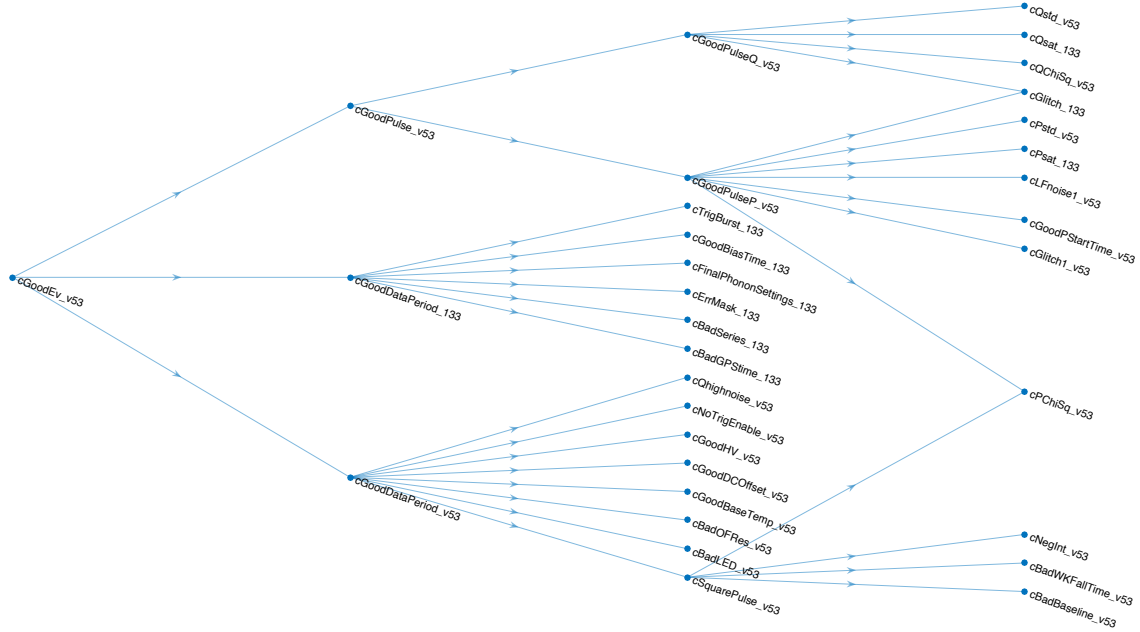 cQstd_v53
cQsat_133
cGoodPulseQ_v53
cQChiSq_v53
cGlitch_133
cGoodPulse_v53
cPstd_v53
cPsat_133
cGoodPulseP_v53
cLFnoise1_v53
cTrigBurst_133
cGoodPStartTime_v53
cGoodBiasTime_133
cGlitch1_v53
cGoodEv_v53
cGoodDataPeriod_133
cFinalPhononSettings_133
cErrMask_133
cBadSeries_133
cBadGPStime_133
cQhighnoise_v53
cPChiSq_v53
cNoTrigEnable_v53
cGoodHV_v53
cGoodDataPeriod_v53
cGoodDCOffset_v53
cGoodBaseTemp_v53
cBadOFRes_v53
cNegInt_v53
cBadLED_v53
cBadWKFallTime_v53
cSquarePulse_v53
cBadBaseline_v53